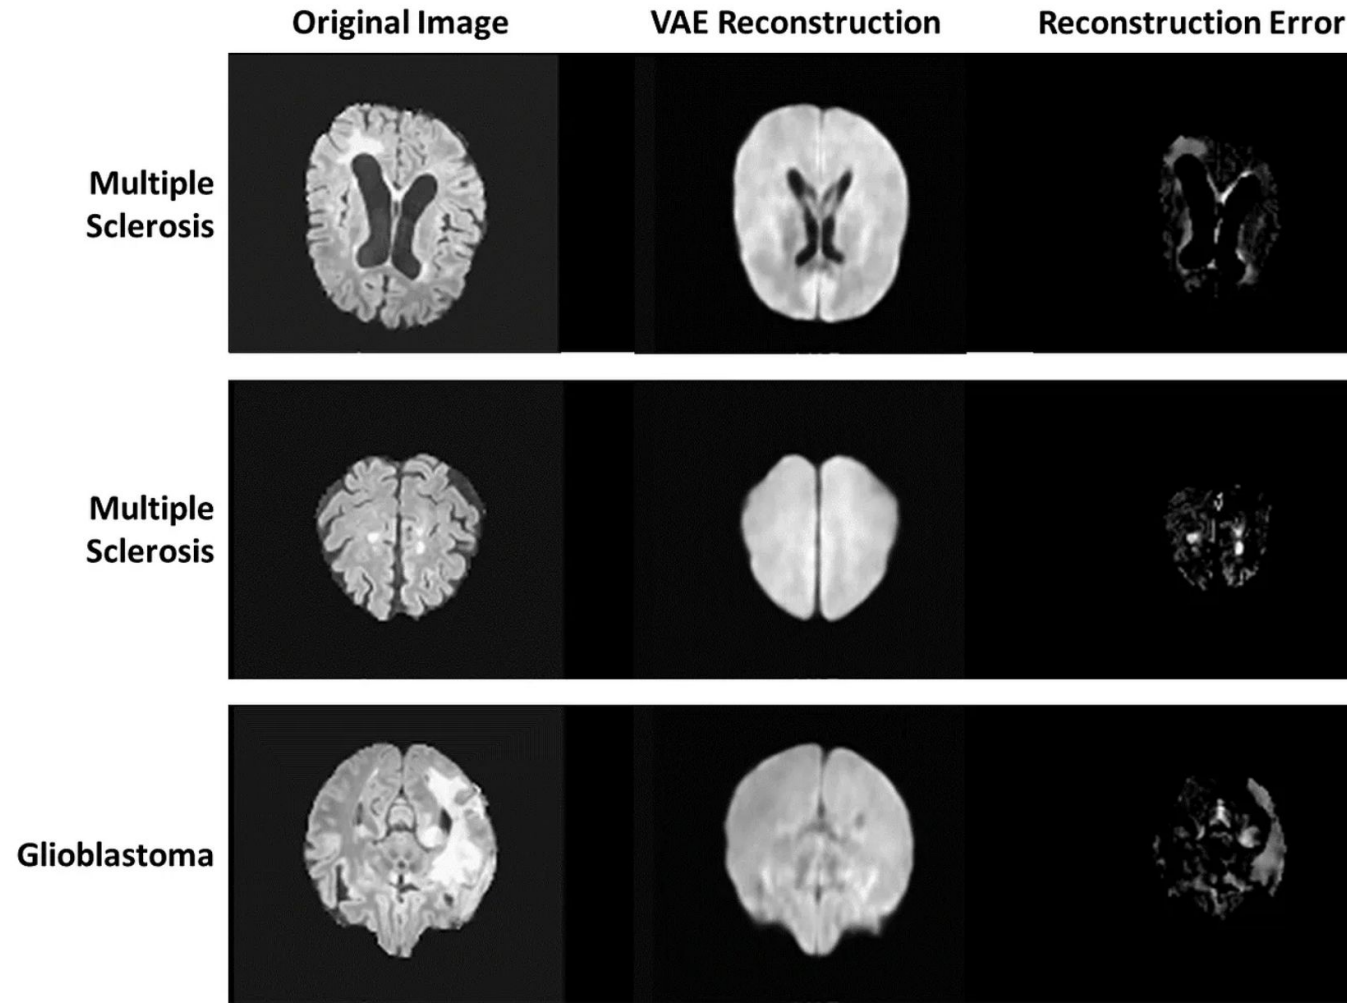 Original Image
VAE Reconstruction
Reconstruction Error
Multiple
Sclerosis
Multiple
Sclerosis
Glioblastoma